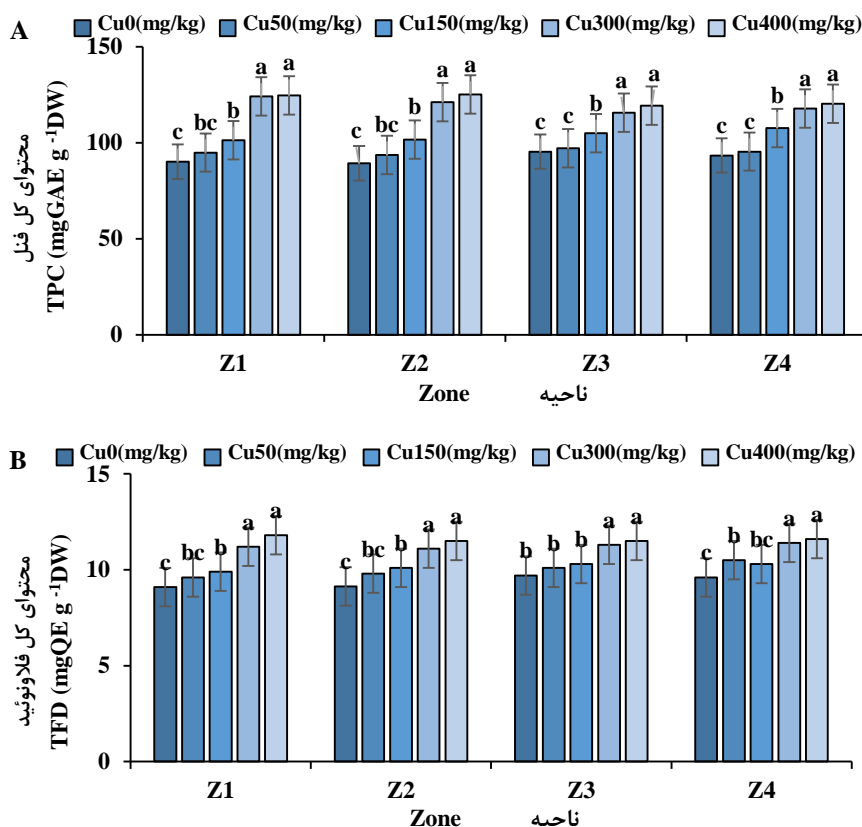 A
Cu0(mg/kg) Cu50(mg/kg) Cu150(mg/kg) Cu300(mg/kg) Cu400(mg/kg)
محتوای کل فنل
TPC (mgGAE g -1DW)
150
100
50
0
c bc b a a
c bc b a a
c c b a a
c c b a a
Z1 Z2 Z3 Z4
Zone ناحیه
B
Cu0(mg/kg) Cu50(mg/kg) Cu150(mg/kg) Cu300(mg/kg) Cu400(mg/kg)
محتوای کل فلاونوئید
TFD (mgQE g -1DW)
15
10
5
0
c bc b a a
c bc b a a
b b b a a
c b bc a a
Z1 Z2 Z3 Z4
Zone ناحیه